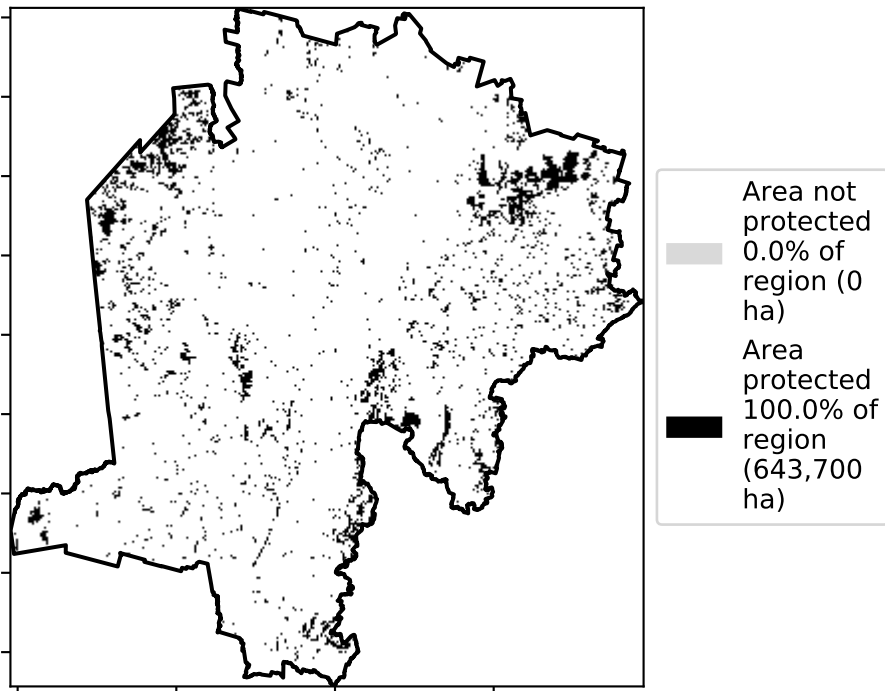 Area not
protected
0.0% of
region (0
ha)
Area
protected
100.0% of
region
(643,700
ha)